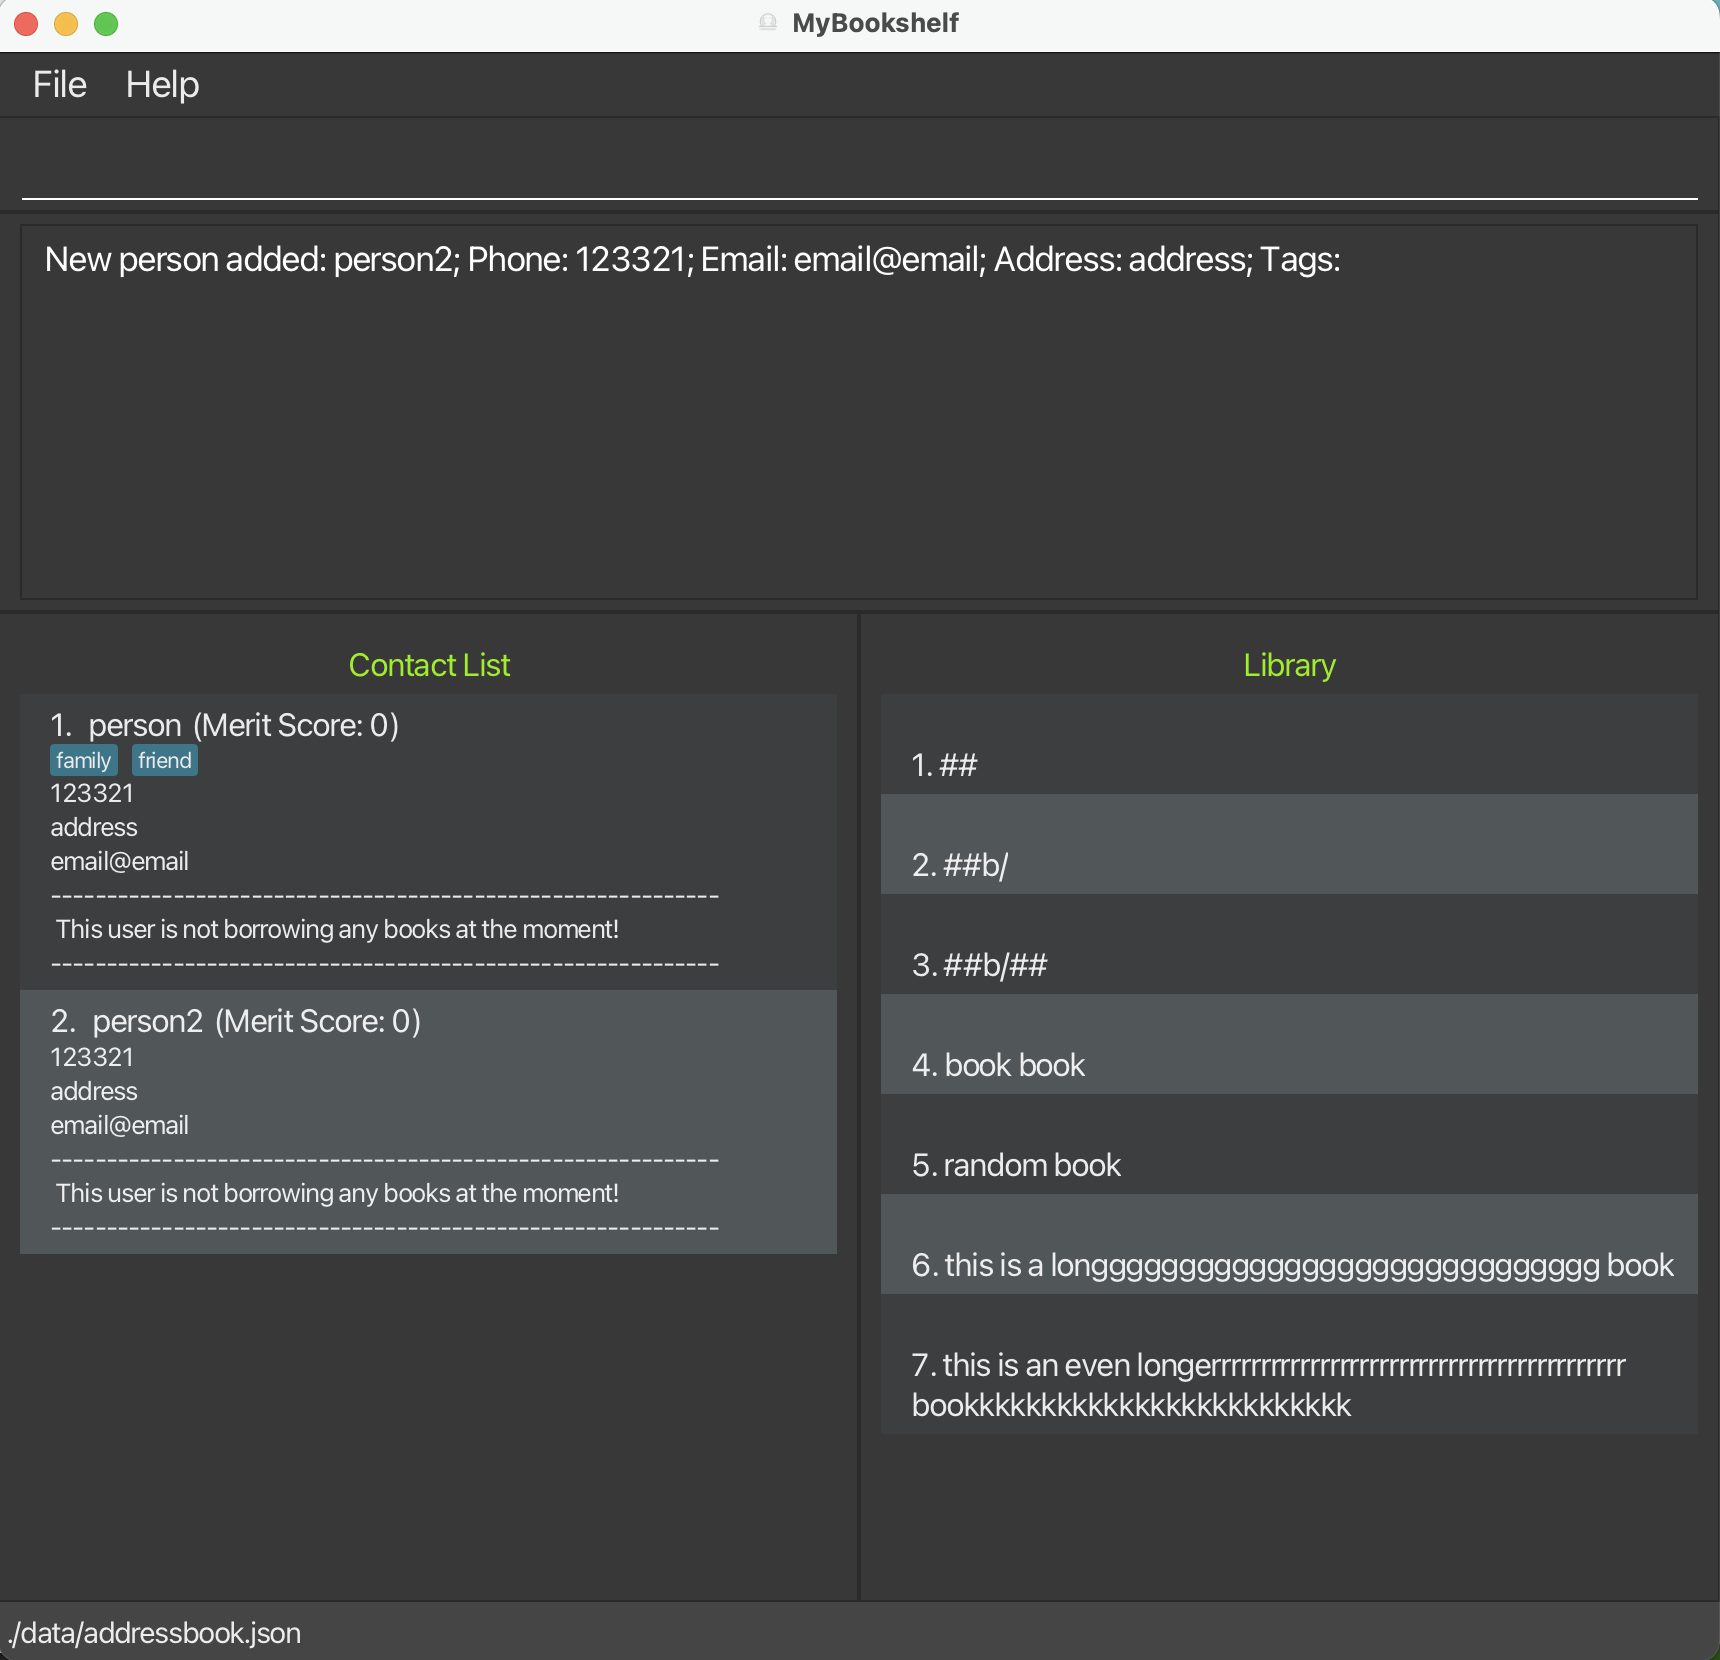 MyBookshelf
File Help
New person added: person2; Phone: 123321; Email: email@email; Address: address; Tags:
Contact List
1. person (Merit Score: 0)
family friend
123321
address
email@email
------------------------------------------------------------
This user is not borrowing any books at the moment!
------------------------------------------------------------
2. person2 (Merit Score: 0)
123321
address
email@email
------------------------------------------------------------
This user is not borrowing any books at the moment!
------------------------------------------------------------
Library
1. ##
2. ##b/
3. ##b/##
4. book book
5. random book
6. this is a longggggggggggggggggggggggggggggg book
7. this is an even longerrrrrrrrrrrrrrrrrrrrrrrrrrrrrrrrrrrrrrrrrr
bookkkkkkkkkkkkkkkkkkkkkkkkk
./data/addressbook.json